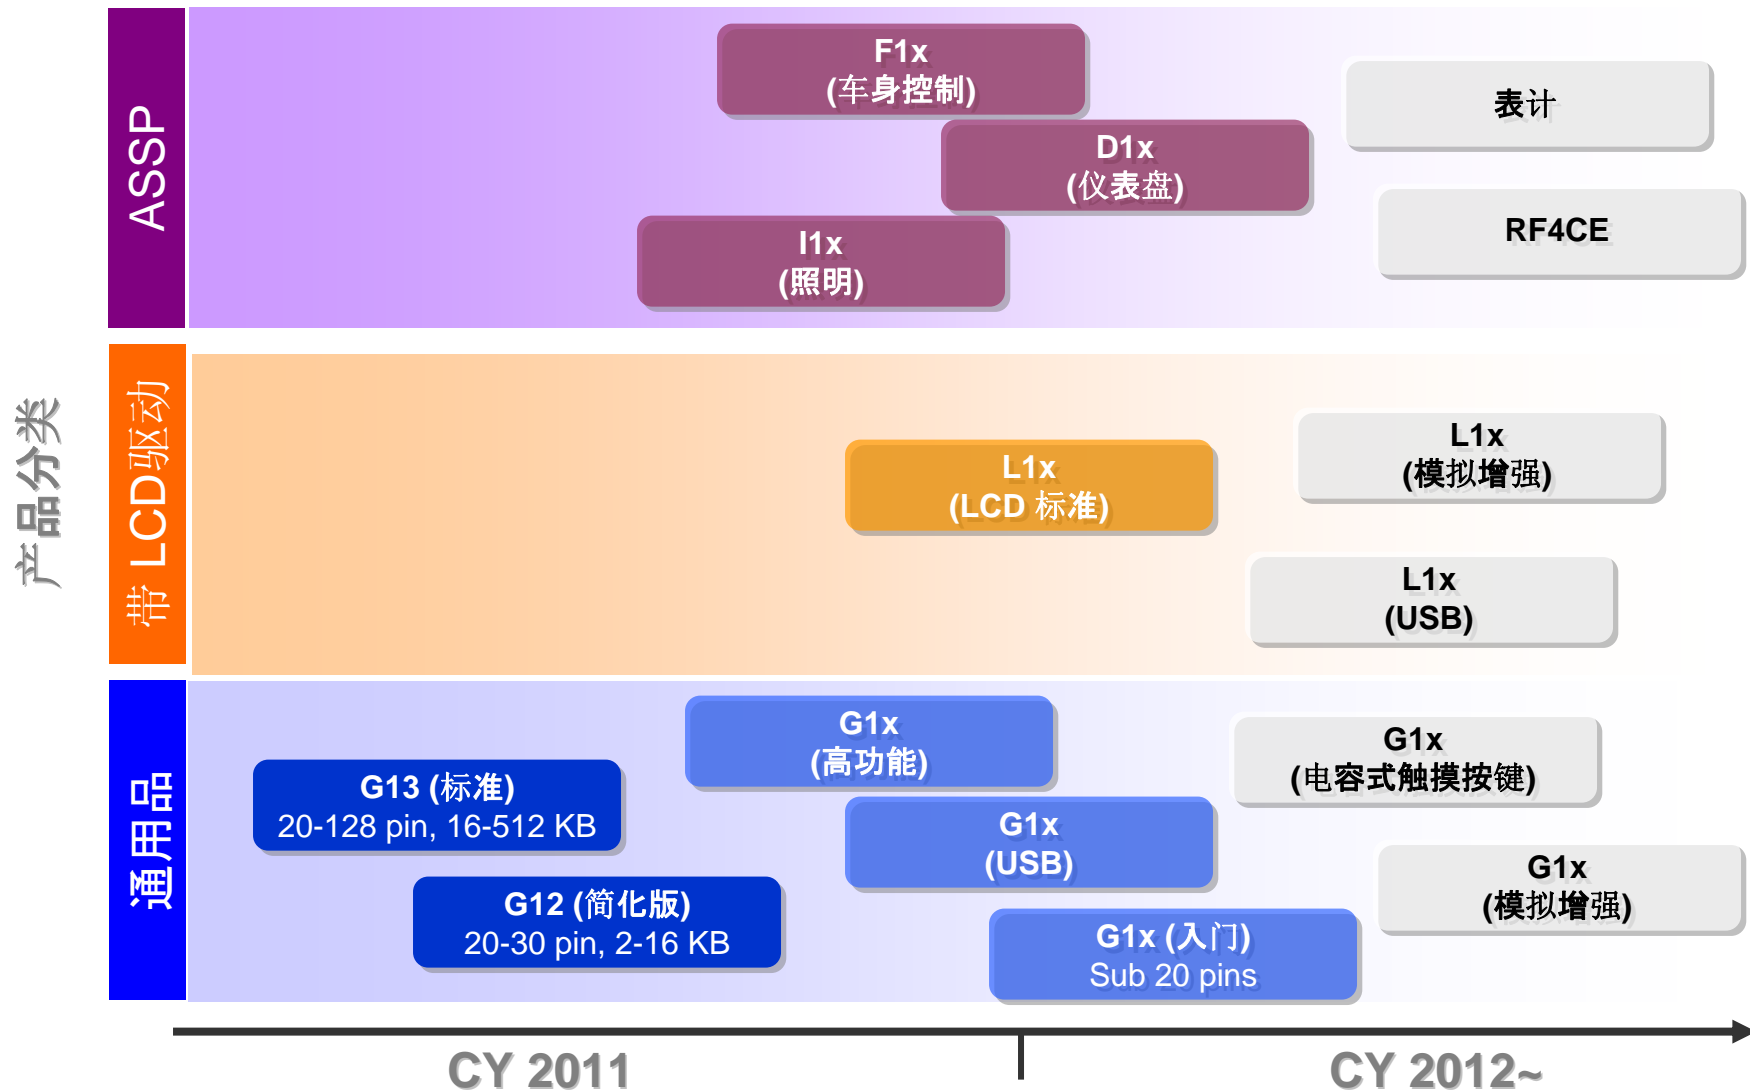 产品分类
ASSP
F1x
(车身控制)
D1x
(仪表盘)
I1x
(照明)
表计
RF4CE
带 LCD驱动
L1x
(LCD 标准)
L1x
(模拟增强)
L1x
(USB)
通用品
G13 (标准)
20-128 pin, 16-512 KB
G12 (简化版)
20-30 pin, 2-16 KB
G1x
(高功能)
G1x
(USB)
G1x (入门)
Sub 20 pins
G1x
(电容式触摸按键)
G1x
(模拟增强)
CY 2011
CY 2012~